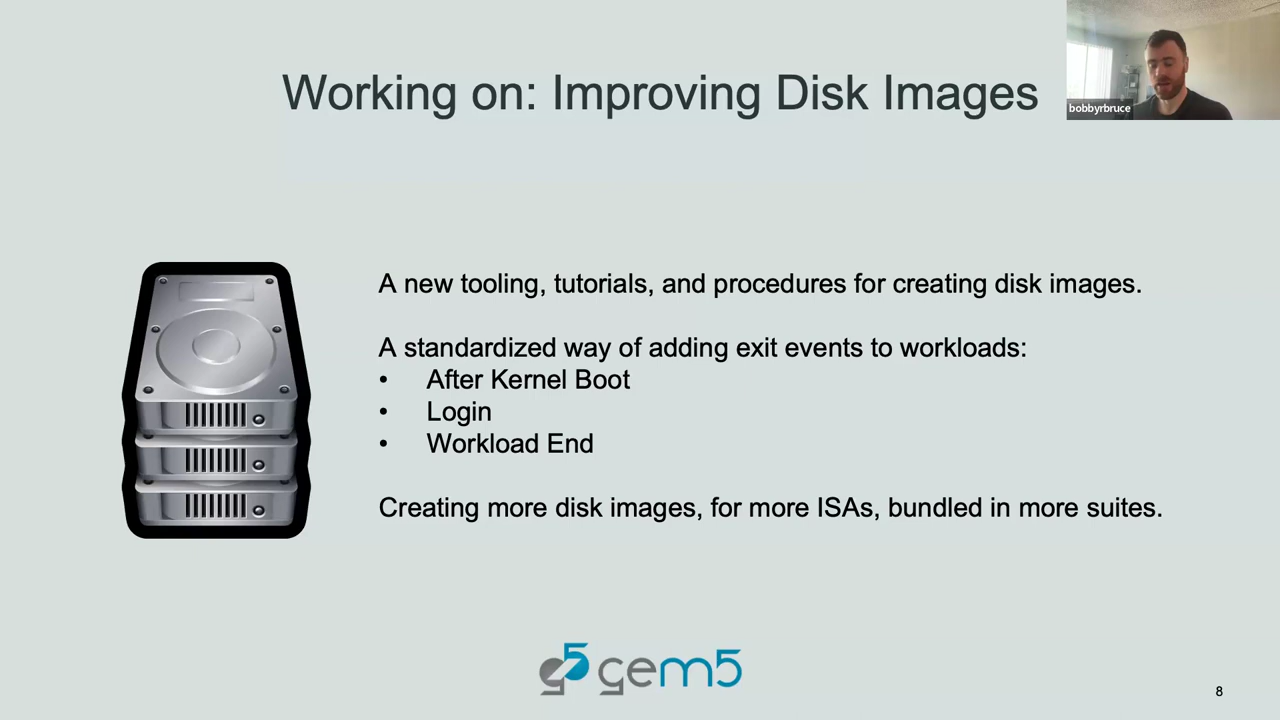 Working on: Improving Disk Images
bobbyrbruce
A new tooling, tutorials, and procedures for creating disk images.
A standardized way of adding exit events to workloads:
• After Kernel Boot
• Login
• Workload End
Creating more disk images, for more ISAs, bundled in more suites.
g5 gem5
8